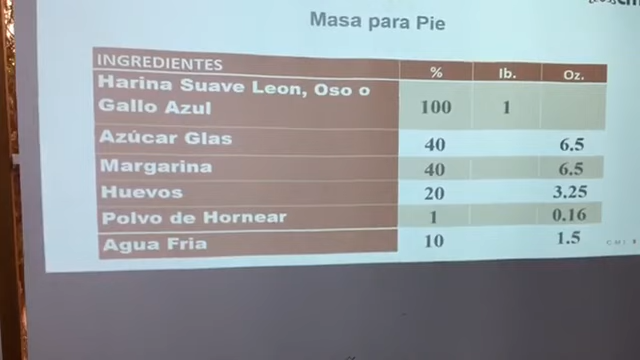 Masa para Pie
INGREDIENTES % lb. Oz.
Harina Suave Leon, Oso o
Gallo Azul 100 1
Azúcar Glas 40 6.5
Margarina 40 6.5
Huevos 20 3.25
Polvo de Hornear 1 0.16
Agua Fria 10 1.5